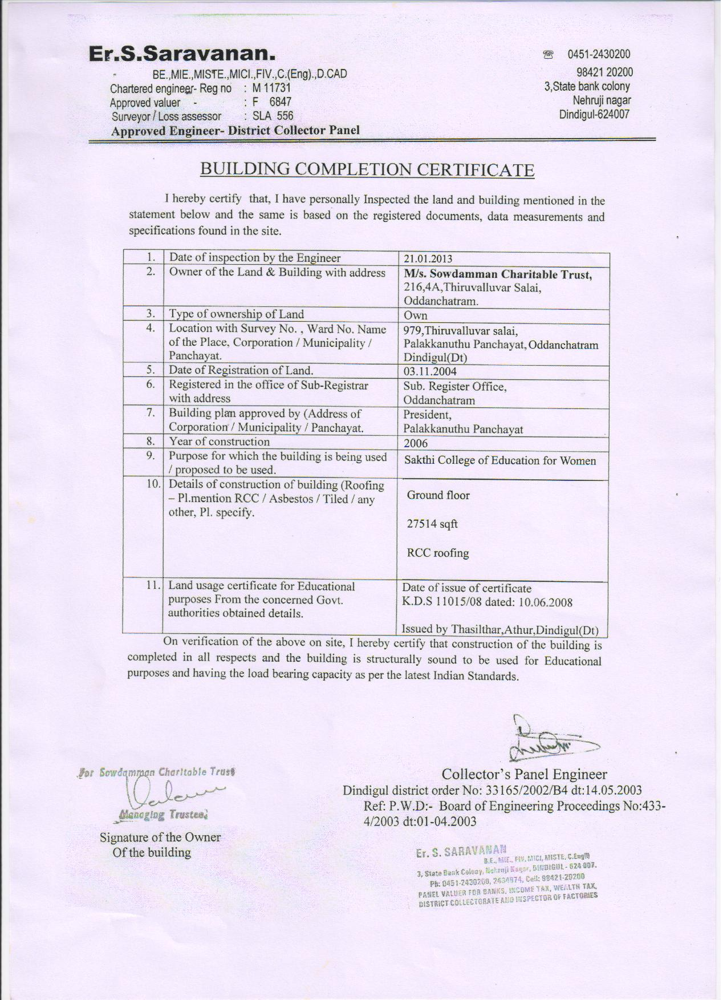 Er.S.Saravanan.
BE.,MIE.,MISTE.,MICI.,FIV.,C.(Eng).,D.CAD
Chartered engineer- Reg no : M 11731
Approved valuer - : F 6847
Surveyor / Loss assessor : SLA 556
Approved Engineer- District Collector Panel
☏ 0451-2430200
98421 20200
3,State bank colony
Nehruji nagar
Dindigul-624007
BUILDING COMPLETION CERTIFICATE
I hereby certify that, I have personally Inspected the land and building mentioned in the
statement below and the same is based on the registered documents, data measurements and
specifications found in the site.
1. Date of inspection by the Engineer
21.01.2013
2. Owner of the Land & Building with address
M/s. Sowdamman Charitable Trust,
216,4A,Thiruvalluvar Salai,
Oddanchatram.
3. Type of ownership of Land
Own
4. Location with Survey No. , Ward No. Name
of the Place, Corporation / Municipality /
Panchayat.
979,Thiruvalluvar salai,
Palakkanuthu Panchayat, Oddanchatram
Dindigul(Dt)
5. Date of Registration of Land.
03.11.2004
6. Registered in the office of Sub-Registrar
with address
Sub. Register Office,
Oddanchatram
7. Building plan approved by (Address of
Corporation / Municipality / Panchayat.
President,
Palakkanuthu Panchayat
8. Year of construction
2006
9. Purpose for which the building is being used
/ proposed to be used.
Sakthi College of Education for Women
10. Details of construction of building (Roofing
– Pl.mention RCC / Asbestos / Tiled / any
other, Pl. specify.
Ground floor
27514 sqft
RCC roofing
11. Land usage certificate for Educational
purposes From the concerned Govt.
authorities obtained details.
Date of issue of certificate
K.D.S 11015/08 dated: 10.06.2008
Issued by Thasilthar,Athur,Dindigul(Dt)
On verification of the above on site, I hereby certify that construction of the building is
completed in all respects and the building is structurally sound to be used for Educational
purposes and having the load bearing capacity as per the latest Indian Standards.
For Sowdamman Charitable Trust
Managing Trustee
Signature of the Owner
Of the building
Collector's Panel Engineer
Dindigul district order No: 33165/2002/B4 dt:14.05.2003
Ref: P.W.D:- Board of Engineering Proceedings No:433-
4/2003 dt:01-04.2003
Er. S. SARAVANAN
B.E., MIE., FIV, MICI, MISTE, C.Eng(I)
3, State Bank Colony, Nehruji Nagar, DINDIGUL - 624 007.
Ph: 0451-2430200, 2434974, Cell: 98421-20200
PANEL VALUER FOR BANKS, INCOME TAX, WEALTH TAX,
DISTRICT COLLECTORATE AND INSPECTOR OF FACTORIES